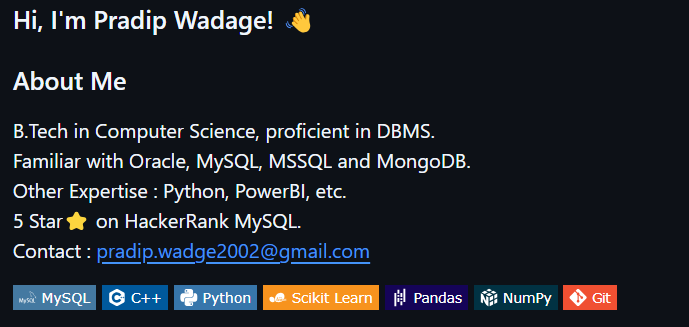 Hi, I'm Pradip Wadage! 👋
About Me
B.Tech in Computer Science, proficient in DBMS.
Familiar with Oracle, MySQL, MSSQL and MongoDB.
Other Expertise : Python, PowerBI, etc.
5 Star⭐ on HackerRank MySQL.
Contact : pradip.wadge2002@gmail.com
MySQL C++ Python Scikit Learn Pandas NumPy Git